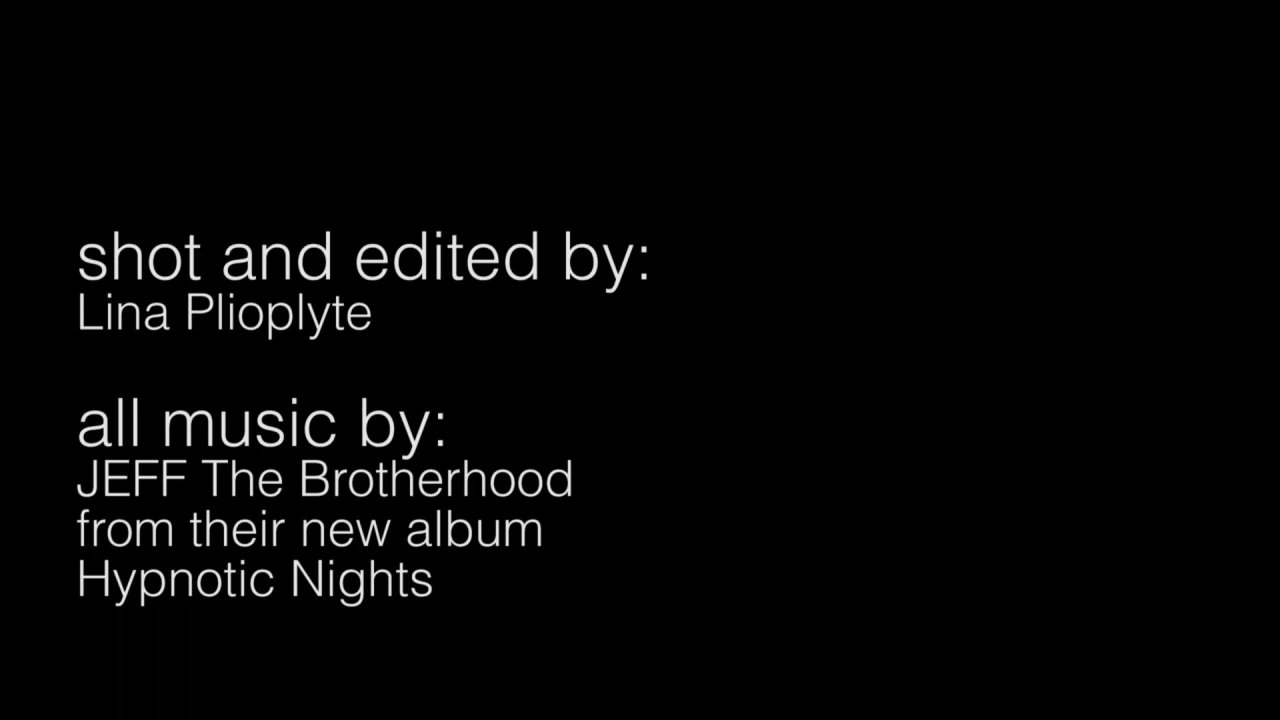 shot and edited by:
Lina Plioplyte
all music by:
JEFF The Brotherhood
from their new album
Hypnotic Nights